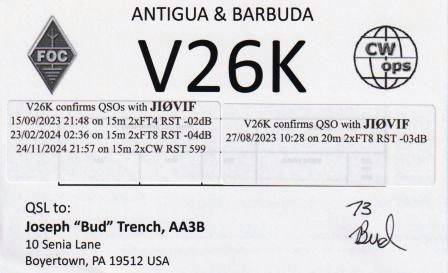 ANTIGUA & BARBUDA
V26K
FOC
CW
ops
V26K confirms QSOs with JIØVIF
15/09/2023 21:48 on 15m 2xFT4 RST -02dB
23/02/2024 02:36 on 15m 2xFT8 RST -04dB
24/11/2024 21:57 on 15m 2xCW RST 599
V26K confirms QSO with JIØVIF
27/08/2023 10:28 on 20m 2xFT8 RST -03dB
QSL to:
Joseph “Bud” Trench, AA3B
10 Senia Lane
Boyertown, PA 19512 USA
73
Bud